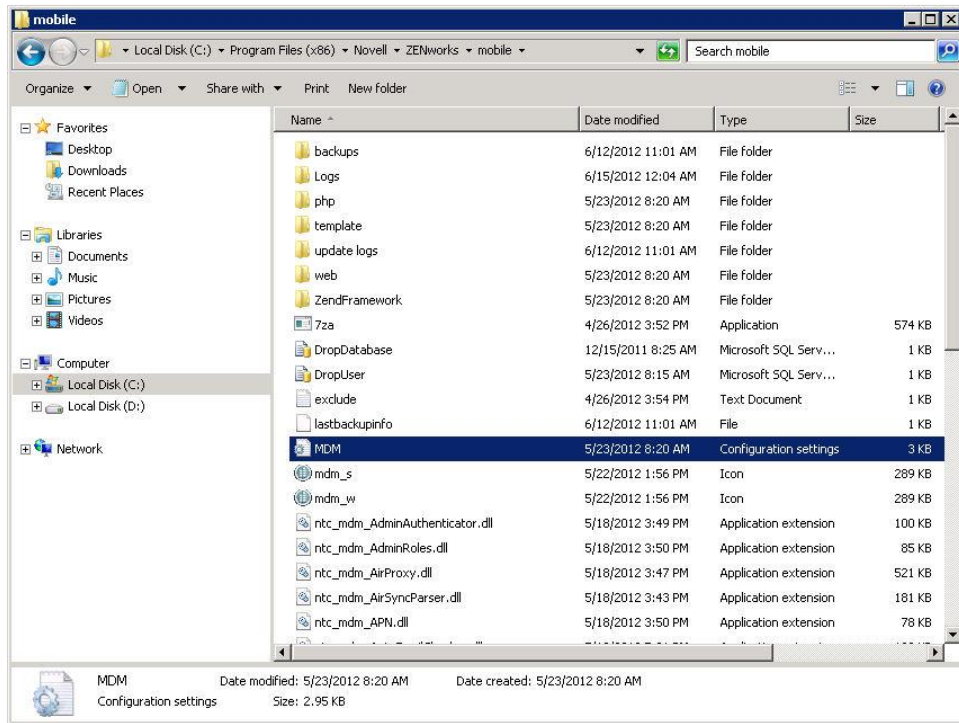 mobile
Local Disk (C:) Program Files (x86) Novell ZENworks mobile Search mobile
Organize Open Share with Print New folder
Favorites
Desktop
Downloads
Recent Places
Libraries
Documents
Music
Pictures
Videos
Computer
Local Disk (C:)
Local Disk (D:)
Network
Name Date modified Type Size
backups 6/12/2012 11:01 AM File folder
Logs 6/15/2012 12:04 AM File folder
php 5/23/2012 8:20 AM File folder
template 5/23/2012 8:20 AM File folder
update logs 6/12/2012 11:01 AM File folder
web 5/23/2012 8:20 AM File folder
ZendFramework 5/23/2012 8:20 AM File folder
7za 4/26/2012 3:52 PM Application 574 KB
DropDatabase 12/15/2011 8:25 AM Microsoft SQL Serv... 1 KB
DropUser 5/23/2012 8:15 AM Microsoft SQL Serv... 1 KB
exclude 4/26/2012 3:54 PM Text Document 1 KB
lastbackupinfo 6/12/2012 11:01 AM File 1 KB
MDM 5/23/2012 8:20 AM Configuration settings 3 KB
mdm_s 5/22/2012 1:56 PM Icon 289 KB
mdm_w 5/22/2012 1:56 PM Icon 289 KB
ntc_mdm_AdminAuthenticator.dll 5/18/2012 3:49 PM Application extension 100 KB
ntc_mdm_AdminRoles.dll 5/18/2012 3:50 PM Application extension 85 KB
ntc_mdm_AirProxy.dll 5/18/2012 3:47 PM Application extension 521 KB
ntc_mdm_AirSyncParser.dll 5/18/2012 3:43 PM Application extension 181 KB
ntc_mdm_APN.dll 5/18/2012 3:50 PM Application extension 78 KB
MDM Date modified: 5/23/2012 8:20 AM Date created: 5/23/2012 8:20 AM
Configuration settings Size: 2.95 KB